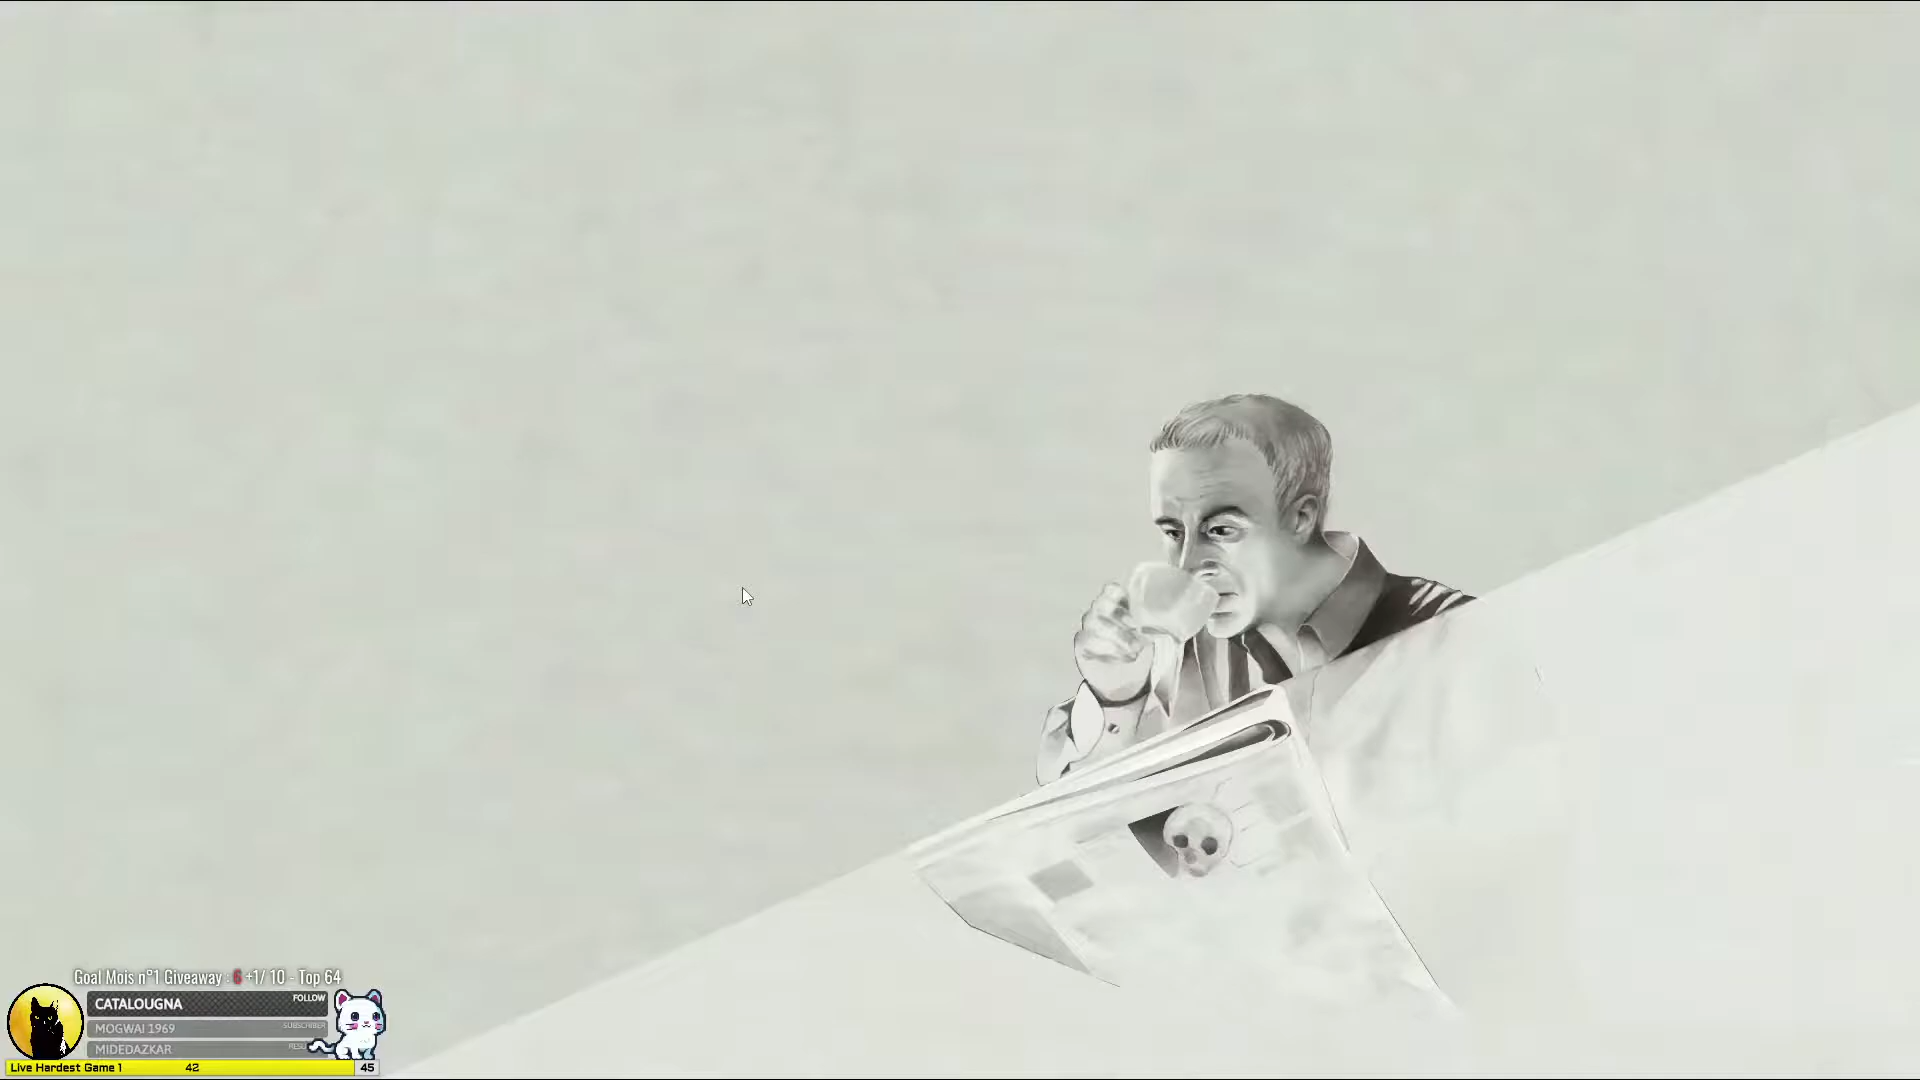 Goal Mois n°1 Giveaway : 6 +1/ 10 - Top 64
CATALOUGNA FOLLOW
MOGWAI 1969 SUBSCRIBER
MIDEDAZKAR
Live Hardest Game 1 42 45